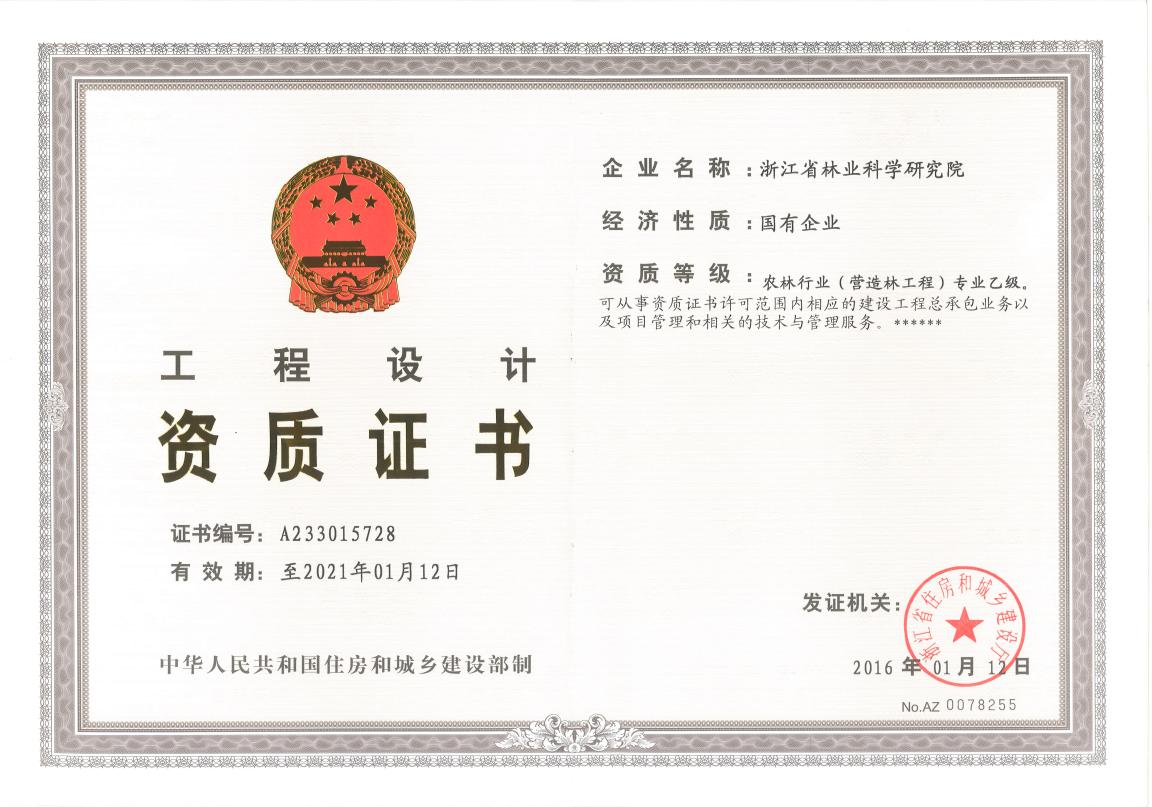 工程设计
资质证书
证书编号：A233015728
有效期：至2021年01月12日
中华人民共和国住房和城乡建设部制
企业名称：浙江省林业科学研究院
经济性质：国有企业
资质等级：农林行业（营造林工程）专业乙级。
可从事资质证书许可范围内相应的建设工程总承包业务以
及项目管理和相关的技术与管理服务。******
发证机关：
浙江省住房和城乡建设厅
2016年01月12日
No.AZ 0078255